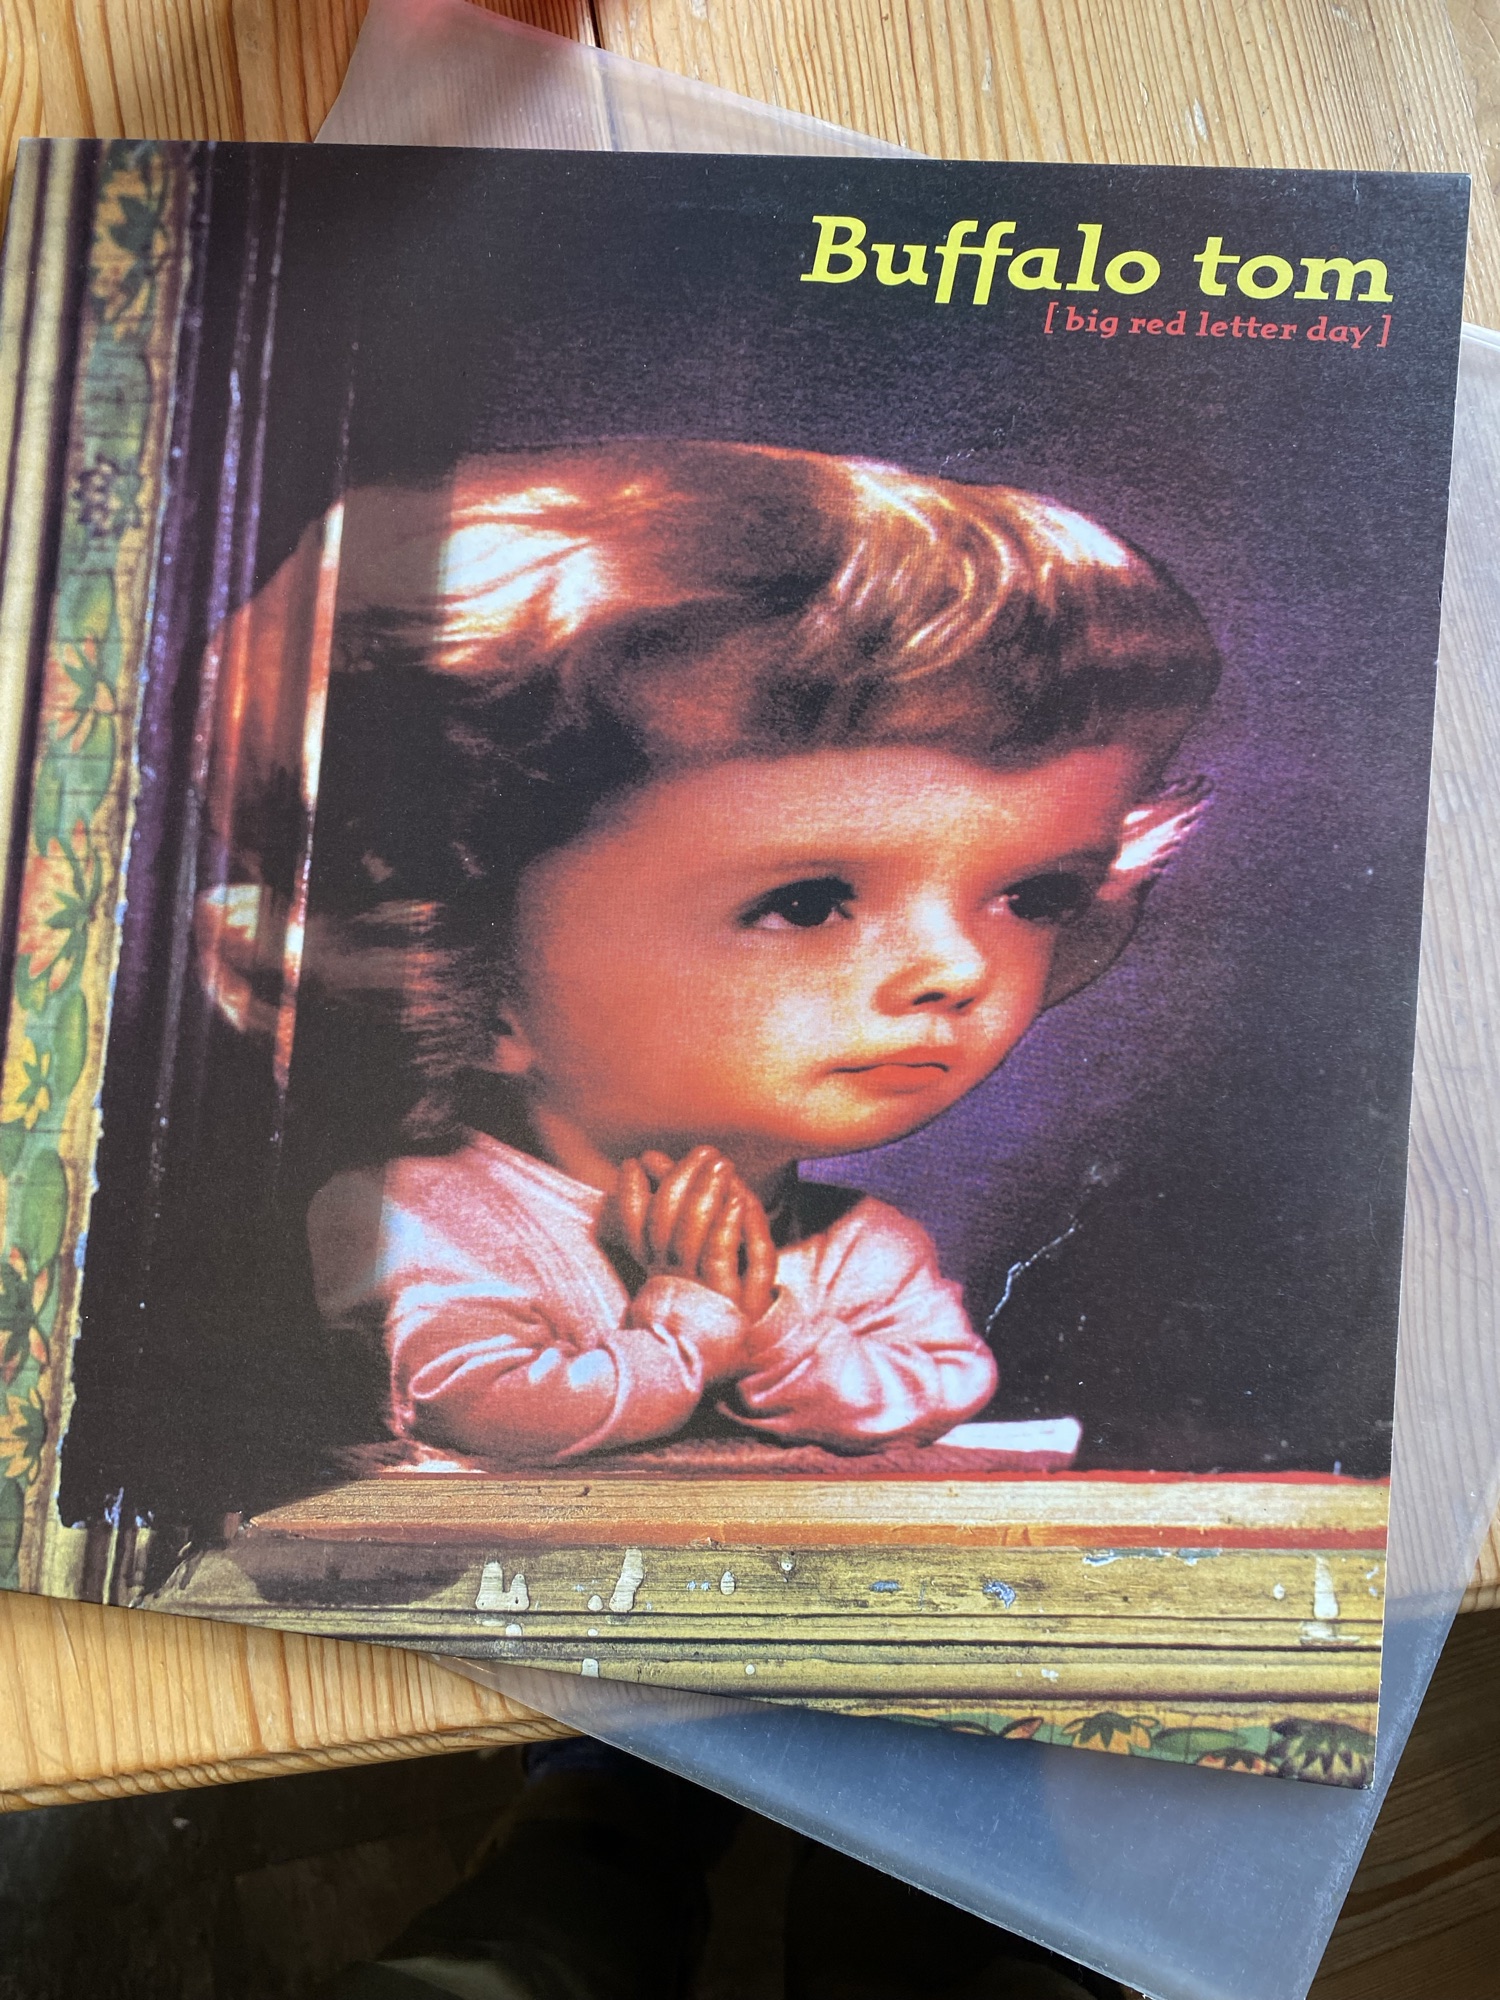 Buffalo tom
[ big red letter day ]